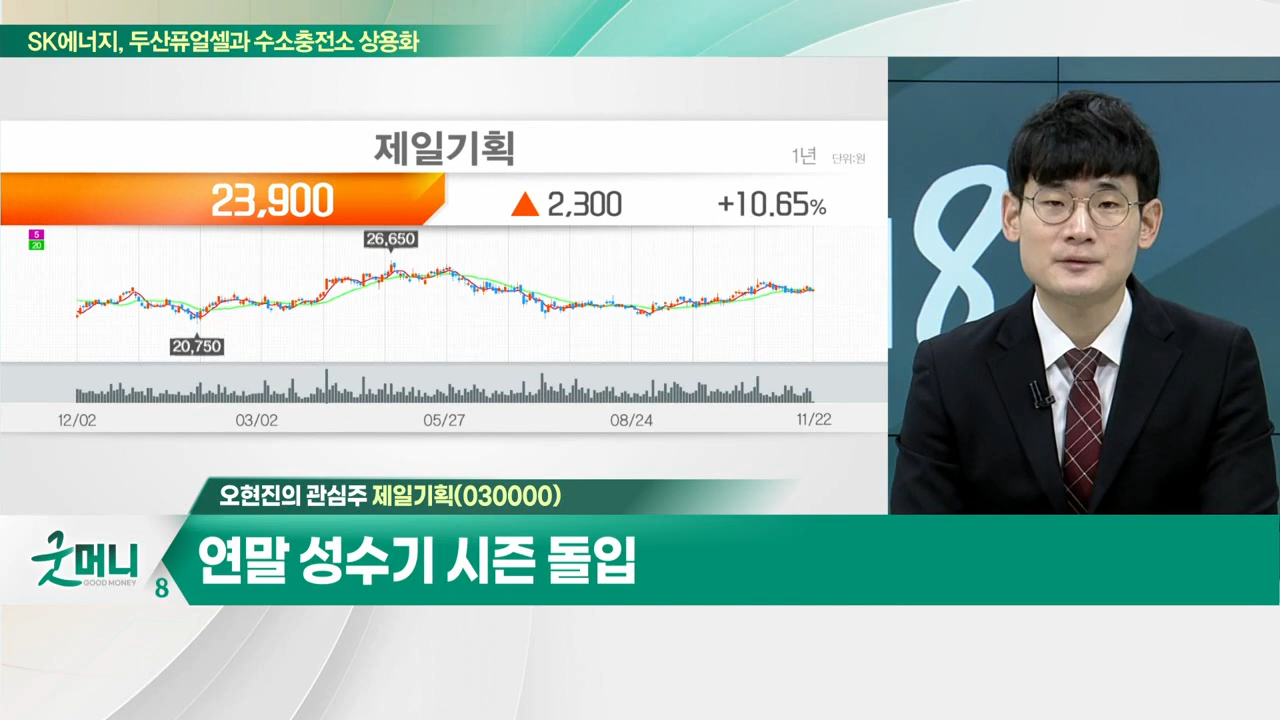 SK에너지, 두산퓨얼셀과 수소충전소 상용화
제일기획
1년 단위:원
23,900 ▲ 2,300 +10.65%
5
20
26,650
20,750
12/02 03/02 05/27 08/24 11/22
8
오현진의 관심주 제일기획(030000)
굿머니
GOOD MONEY
8
연말 성수기 시즌 돌입